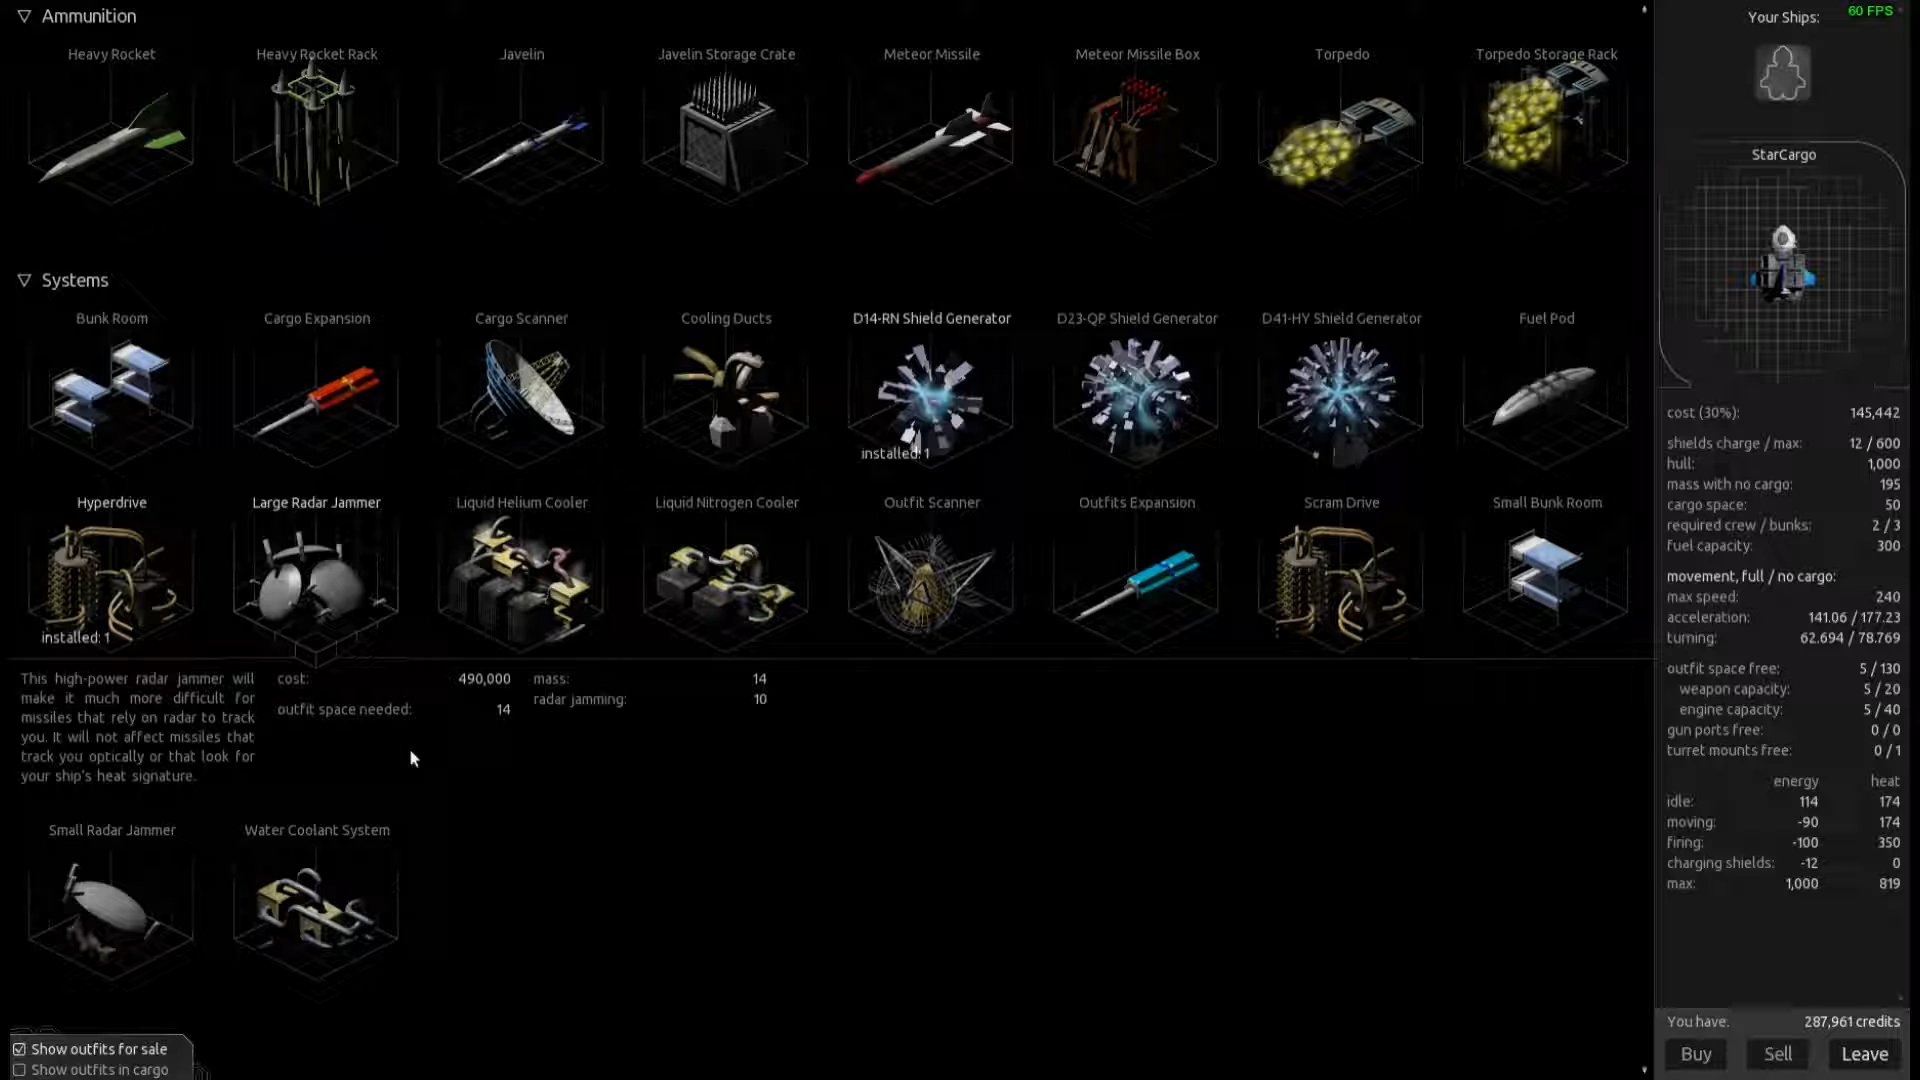 Ammunition
Heavy Rocket
Heavy Rocket Rack
Javelin
Javelin Storage Crate
Meteor Missile
Meteor Missile Box
Torpedo
Torpedo Storage Rack
Systems
Bunk Room
Cargo Expansion
Cargo Scanner
Cooling Ducts
D14-RN Shield Generator
D23-QP Shield Generator
D41-HY Shield Generator
Fuel Pod
installed: 1
Hyperdrive
Large Radar Jammer
Liquid Helium Cooler
Liquid Nitrogen Cooler
Outfit Scanner
Outfits Expansion
Scram Drive
Small Bunk Room
installed: 1
This high-power radar jammer will
make it much more difficult for
missiles that rely on radar to track
you. It will not affect missiles that
track you optically or that look for
your ship's heat signature.
cost: 490,000
outfit space needed: 14
mass: 14
radar jamming: 10
Small Radar Jammer
Water Coolant System
Show outfits for sale
Show outfits in cargo
60 FPS
Your Ships:
StarCargo
cost (30%): 145,442
shields charge / max: 12 / 600
hull: 1,000
mass with no cargo: 195
cargo space: 50
required crew / bunks: 2 / 3
fuel capacity: 300
movement, full / no cargo:
max speed: 240
acceleration: 141.06 / 177.23
turning: 62.694 / 78.769
outfit space free: 5 / 130
weapon capacity: 5 / 20
engine capacity: 5 / 40
gun ports free: 0 / 0
turret mounts free: 0 / 1
energy heat
idle: 114 174
moving: -90 174
firing: -100 350
charging shields: -12 0
max: 1,000 819
You have: 287,961 credits
Buy
Sell
Leave